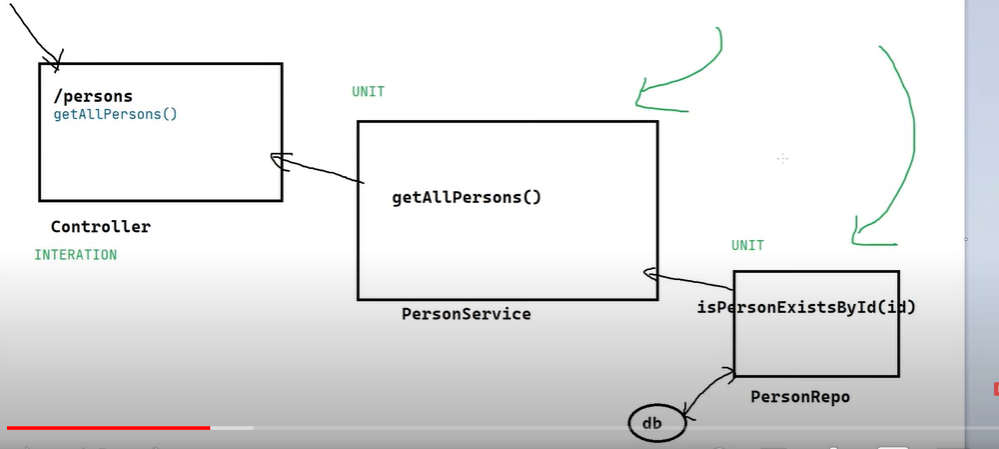 /persons
getAllPersons()
Controller
INTERATION
UNIT
getAllPersons()
PersonService
UNIT
isPersonExistsById(id)
PersonRepo
db